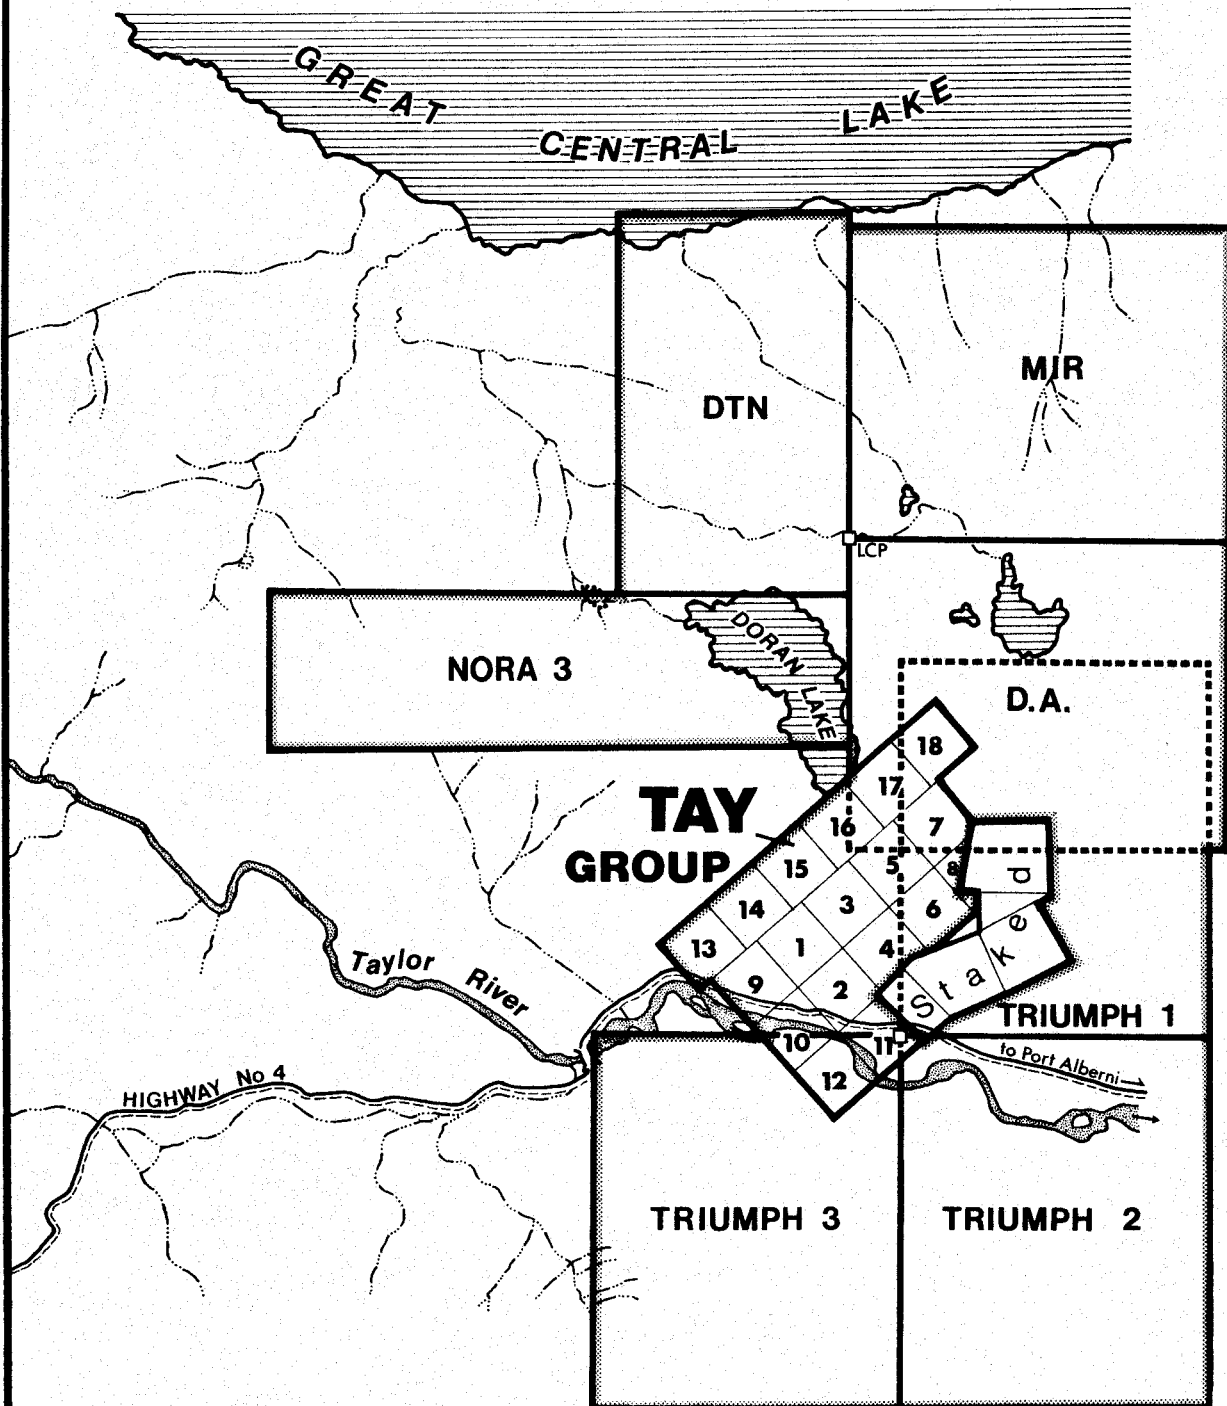 GREAT
CENTRAL
LAKE
MIR
DTN
LCP
DORAN
LAKE
NORA 3
D.A.
18
17
TAY
GROUP
16
7
15
5
8
d
14
3
6
Staked
13
1
4
9
2
Taylor
River
TRIUMPH 1
10
11
12
to Port Alberni
HIGHWAY No 4
TRIUMPH 3
TRIUMPH 2